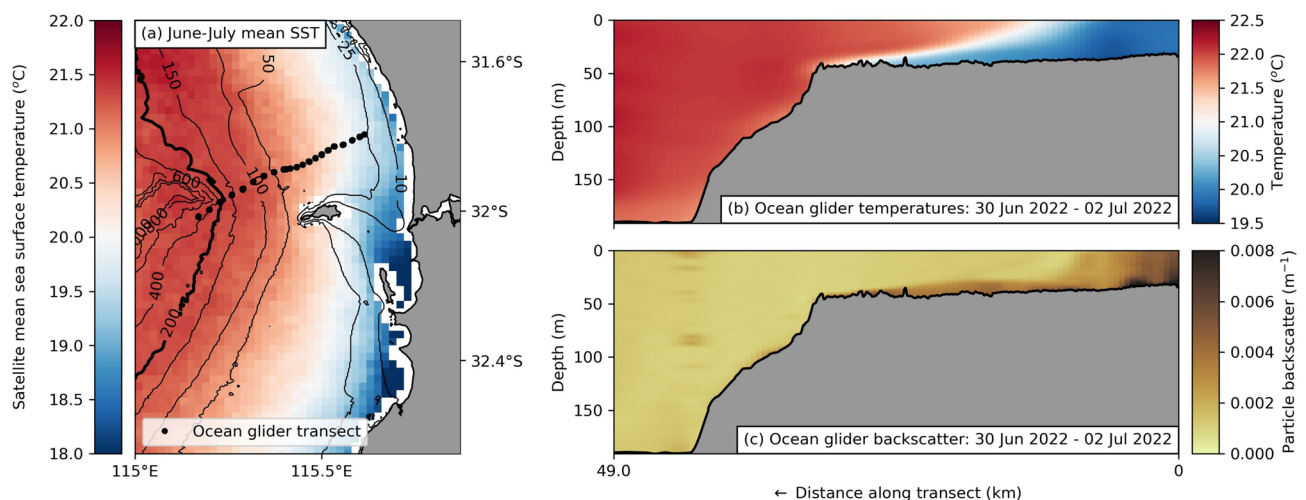 22.0
21.5
21.0
20.5
20.0
19.5
19.0
18.5
18.0
Satellite mean sea surface temperature (°C)
(a) June-July mean SST
150
50
25
100
10
600
800
400
200
31.6°S
32°S
32.4°S
Ocean glider transect
115°E
115.5°E
0
50
100
150
Depth (m)
(b) Ocean glider temperatures: 30 Jun 2022 - 02 Jul 2022
22.5
22.0
21.5
21.0
20.5
20.0
19.5
Temperature (°C)
0
50
100
150
Depth (m)
(c) Ocean glider backscatter: 30 Jun 2022 - 02 Jul 2022
0.008
0.006
0.004
0.002
0.000
Particle backscatter (m⁻¹)
49.0
0
← Distance along transect (km)